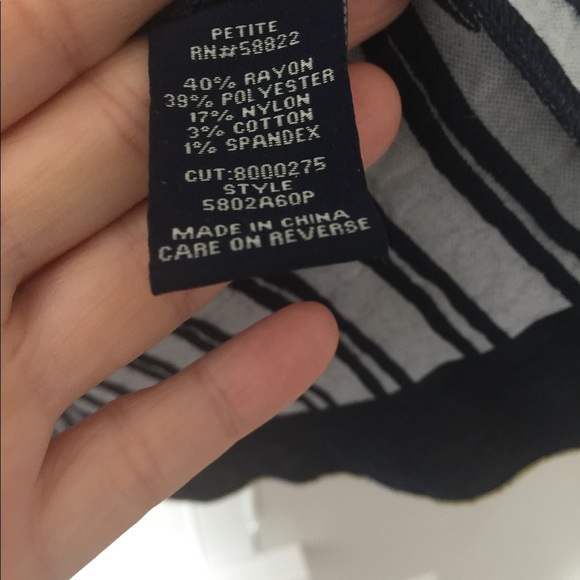 PETITE
RN#58822
40% RAYON
39% POLYESTER
17% NYLON
3% COTTON
1% SPANDEX
CUT:8000275
STYLE
5802A60P
MADE IN CHINA
CARE ON REVERSE